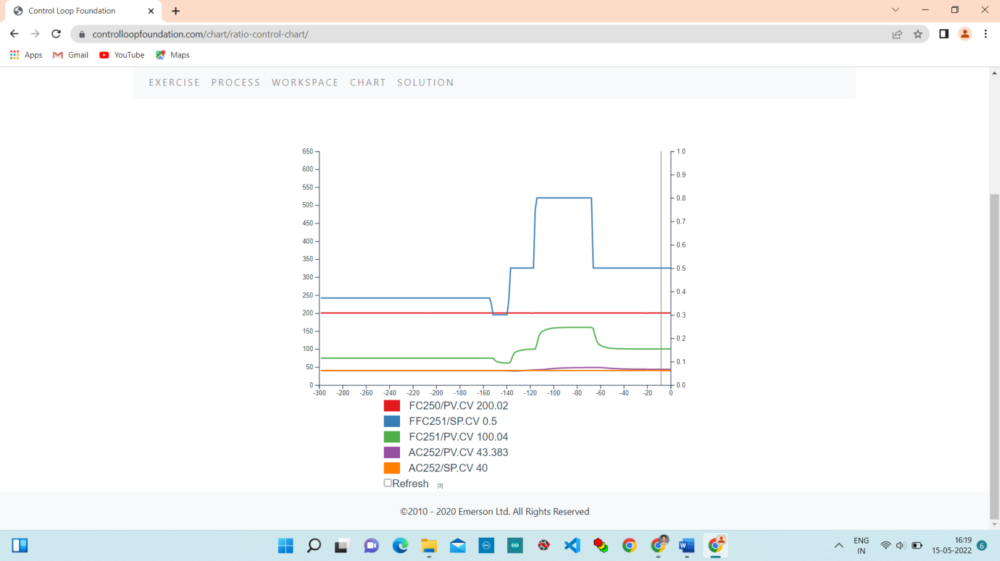 Control Loop Foundation
controlloopfoundation.com/chart/ratio-control-chart/
Apps Gmail YouTube Maps
EXERCISE PROCESS WORKSPACE CHART SOLUTION
650
600
550
500
450
400
350
300
250
200
150
100
50
0
1.0
0.9
0.8
0.7
0.6
0.5
0.4
0.3
0.2
0.1
0.0
-300 -280 -260 -240 -220 -200 -180 -160 -140 -120 -100 -80 -60 -40 -20 0
FC250/PV.CV 200.02
FFC251/SP.CV 0.5
FC251/PV.CV 100.04
AC252/PV.CV 43.383
AC252/SP.CV 40
Refresh [3]
©2010 - 2020 Emerson Ltd. All Rights Reserved
ENG
IN
16:19
15-05-2022
6